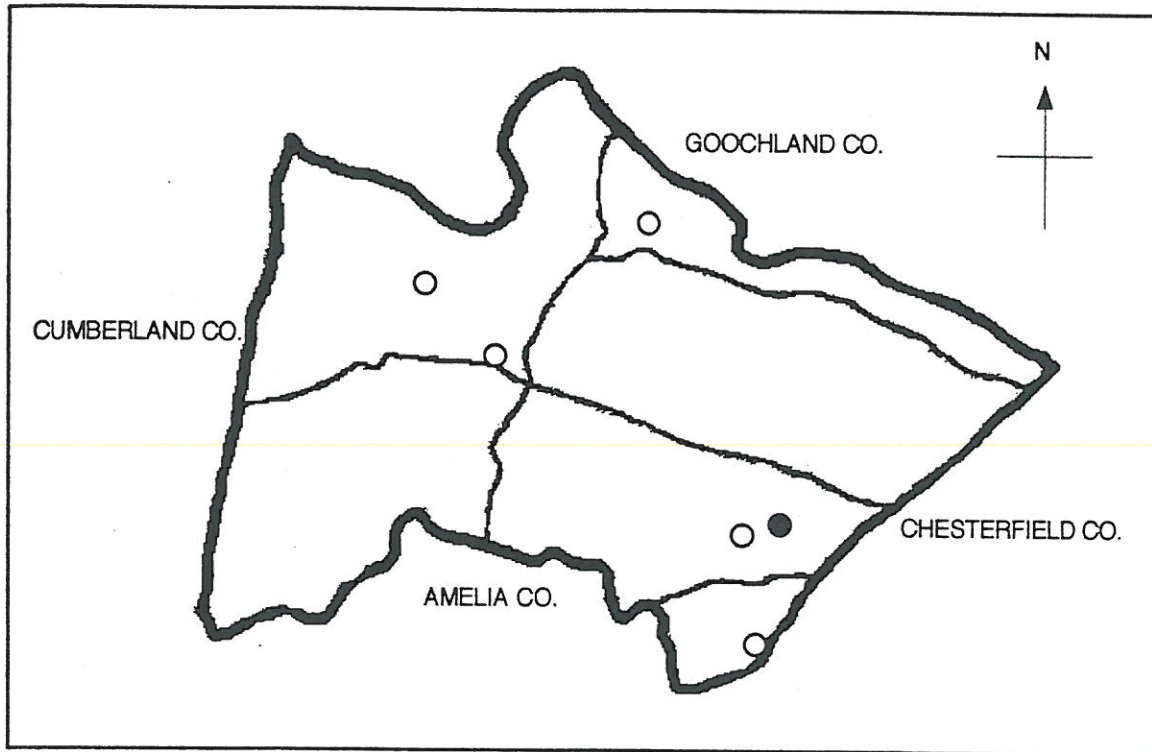 N
GOOCHLAND CO.
CUMBERLAND CO.
CHESTERFIELD CO.
AMELIA CO.